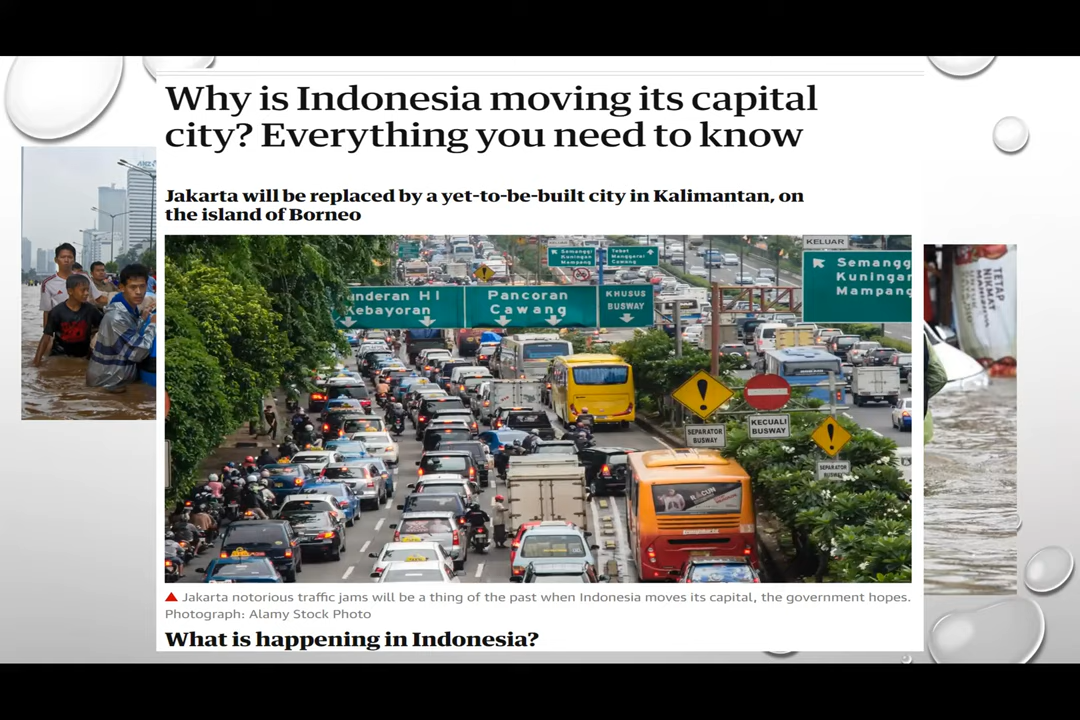 Why is Indonesia moving its capital
city? Everything you need to know
Jakarta will be replaced by a yet-to-be-built city in Kalimantan, on
the island of Borneo
KELUAR
Semanggi
Kuningan
Mampang
Tebet
Manggarai
Cawang
Semangg
Kuningan
Mampang
nderan HI
Kebayoran
Pancoran
Cawang
KHUSUS
BUSWAY
TETAP
NIKMAT
SEPARATOR
BUSWAY
KECUALI
BUSWAY
SEPARATOR
BUSWAY
Jakarta notorious traffic jams will be a thing of the past when Indonesia moves its capital, the government hopes.
Photograph: Alamy Stock Photo
What is happening in Indonesia?